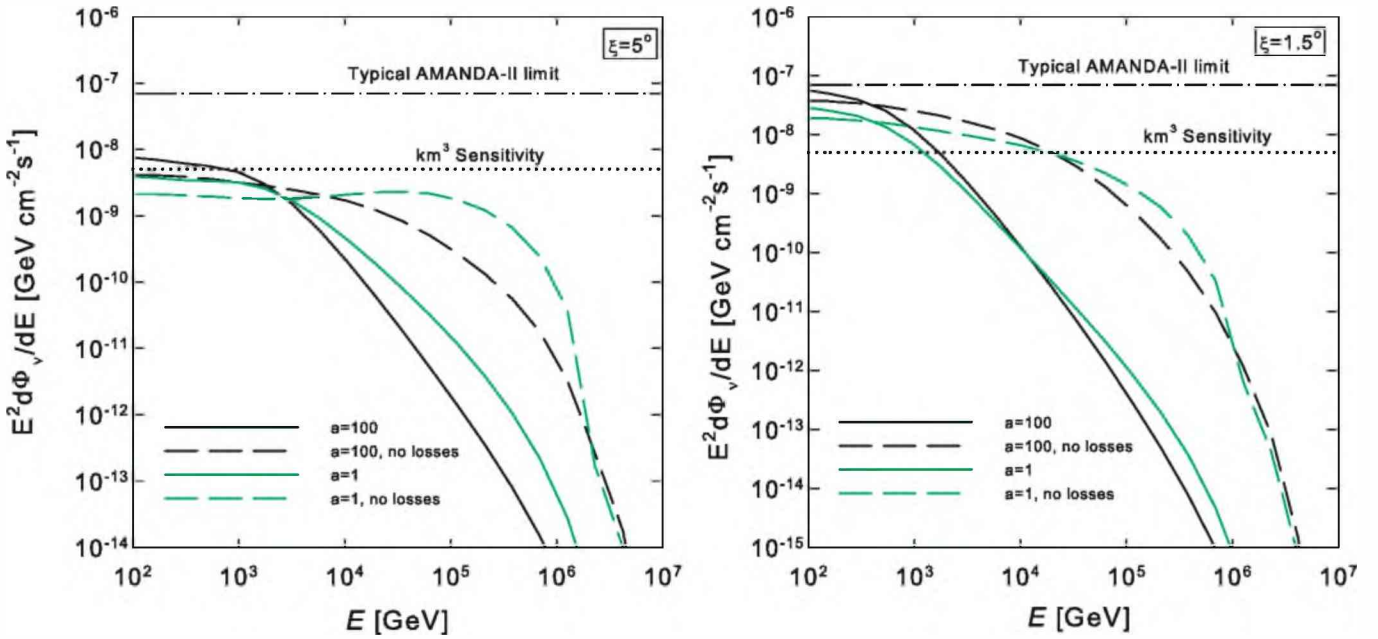 10⁻⁶
10⁻⁷
10⁻⁸
10⁻⁹
10⁻¹⁰
10⁻¹¹
10⁻¹²
10⁻¹³
10⁻¹⁴
E²dΦᵥ/dE [GeV cm⁻²s⁻¹]
ξ=5°
Typical AMANDA-II limit
km³ Sensitivity
a=100
a=100, no losses
a=1
a=1, no losses
10² 10³ 10⁴ 10⁵ 10⁶ 10⁷
E [GeV]
10⁻⁶
10⁻⁷
10⁻⁸
10⁻⁹
10⁻¹⁰
10⁻¹¹
10⁻¹²
10⁻¹³
10⁻¹⁴
10⁻¹⁵
E²dΦᵥ/dE [GeV cm⁻²s⁻¹]
ξ=1.5°
Typical AMANDA-II limit
km³ Sensitivity
a=100
a=100, no losses
a=1
a=1, no losses
10² 10³ 10⁴ 10⁵ 10⁶ 10⁷
E [GeV]